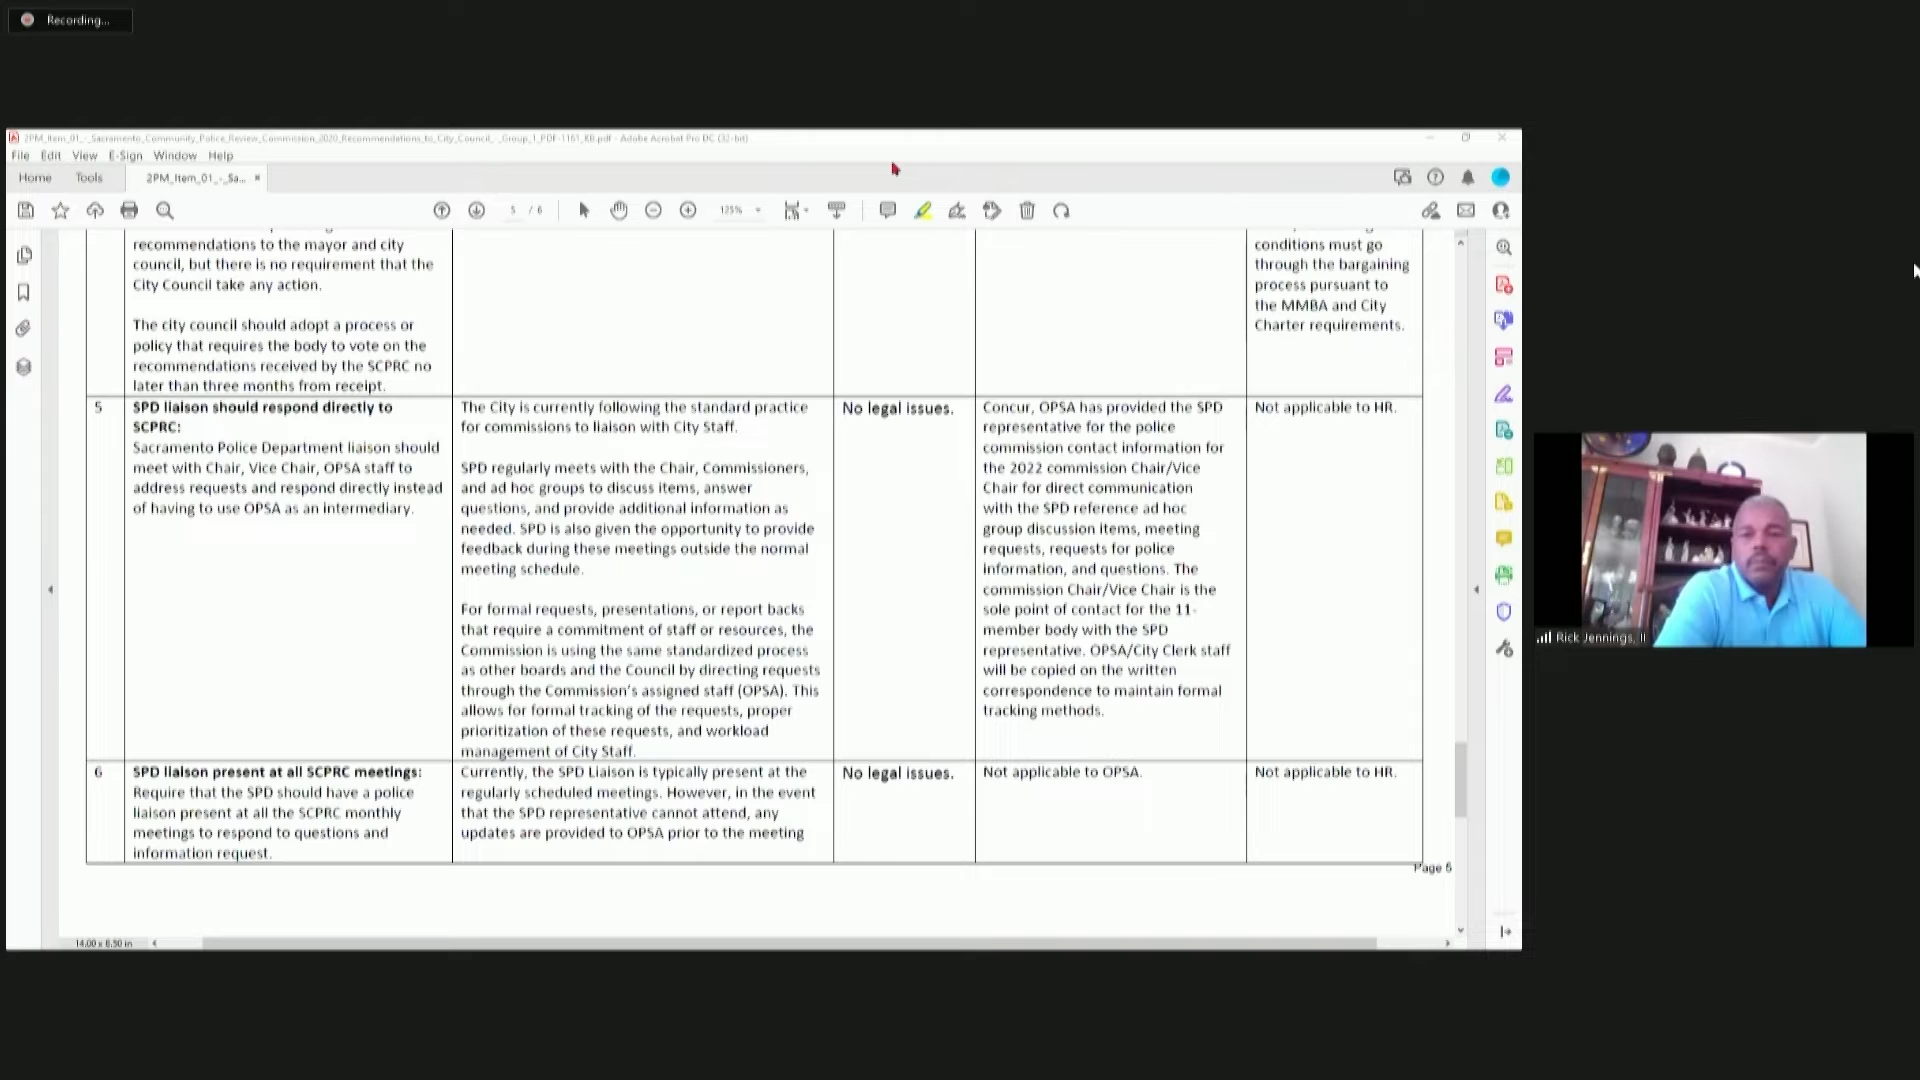 Recording...
2PM_Item_01_-_Sacramento_Community_Police_Review_Commission_2020_Recommendations_to_City_Council_-_Group_1_PDF-1151_KB.pdf - Adobe Acrobat Pro DC (32-bit)
File Edit View E-Sign Window Help
Home Tools 2PM_Item_01_-_Sa... ×
5 / 6 125%
recommendations to the mayor and city
council, but there is no requirement that the
City Council take any action.
The city council should adopt a process or
policy that requires the body to vote on the
recommendations received by the SCPRC no
later than three months from receipt.
conditions must go
through the bargaining
process pursuant to
the MMBA and City
Charter requirements.
5
SPD liaison should respond directly to
SCPRC:
Sacramento Police Department liaison should
meet with Chair, Vice Chair, OPSA staff to
address requests and respond directly instead
of having to use OPSA as an intermediary.
The City is currently following the standard practice
for commissions to liaison with City Staff.
SPD regularly meets with the Chair, Commissioners,
and ad hoc groups to discuss items, answer
questions, and provide additional information as
needed. SPD is also given the opportunity to provide
feedback during these meetings outside the normal
meeting schedule.
For formal requests, presentations, or report backs
that require a commitment of staff or resources, the
Commission is using the same standardized process
as other boards and the Council by directing requests
through the Commission's assigned staff (OPSA). This
allows for formal tracking of the requests, proper
prioritization of these requests, and workload
management of City Staff.
No legal issues.
Concur, OPSA has provided the SPD
representative for the police
commission contact information for
the 2022 commission Chair/Vice
Chair for direct communication
with the SPD reference ad hoc
group discussion items, meeting
requests, requests for police
information, and questions. The
commission Chair/Vice Chair is the
sole point of contact for the 11-
member body with the SPD
representative. OPSA/City Clerk staff
will be copied on the written
correspondence to maintain formal
tracking methods.
Not applicable to HR.
6
SPD liaison present at all SCPRC meetings:
Require that the SPD should have a police
liaison present at all the SCPRC monthly
meetings to respond to questions and
information request.
Currently, the SPD Liaison is typically present at the
regularly scheduled meetings. However, in the event
that the SPD representative cannot attend, any
updates are provided to OPSA prior to the meeting
No legal issues.
Not applicable to OPSA.
Not applicable to HR.
Page 5
14.00 x 8.50 in
Rick Jennings, II